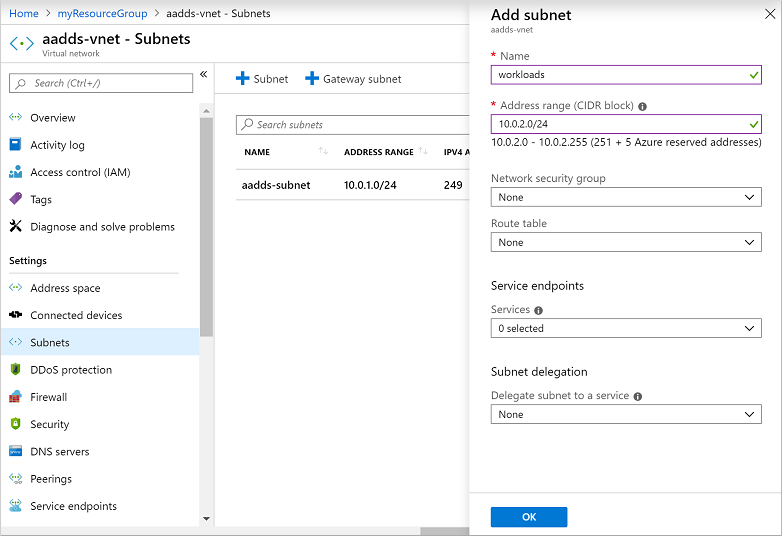 Home > myResourceGroup > aadds-vnet - Subnets
aadds-vnet - Subnets
Virtual network
Search (Ctrl+/)
«
Overview
Activity log
Access control (IAM)
Tags
Diagnose and solve problems
Settings
Address space
Connected devices
Subnets
DDoS protection
Firewall
Security
DNS servers
Peerings
Service endpoints
+ Subnet + Gateway subnet
Search subnets
NAME ADDRESS RANGE IPV4 A
aadds-subnet 10.0.1.0/24 249
Add subnet
aadds-vnet
* Name
workloads
* Address range (CIDR block)
10.0.2.0/24
10.0.2.0 - 10.0.2.255 (251 + 5 Azure reserved addresses)
Network security group
None
Route table
None
Service endpoints
Services
0 selected
Subnet delegation
Delegate subnet to a service
None
OK